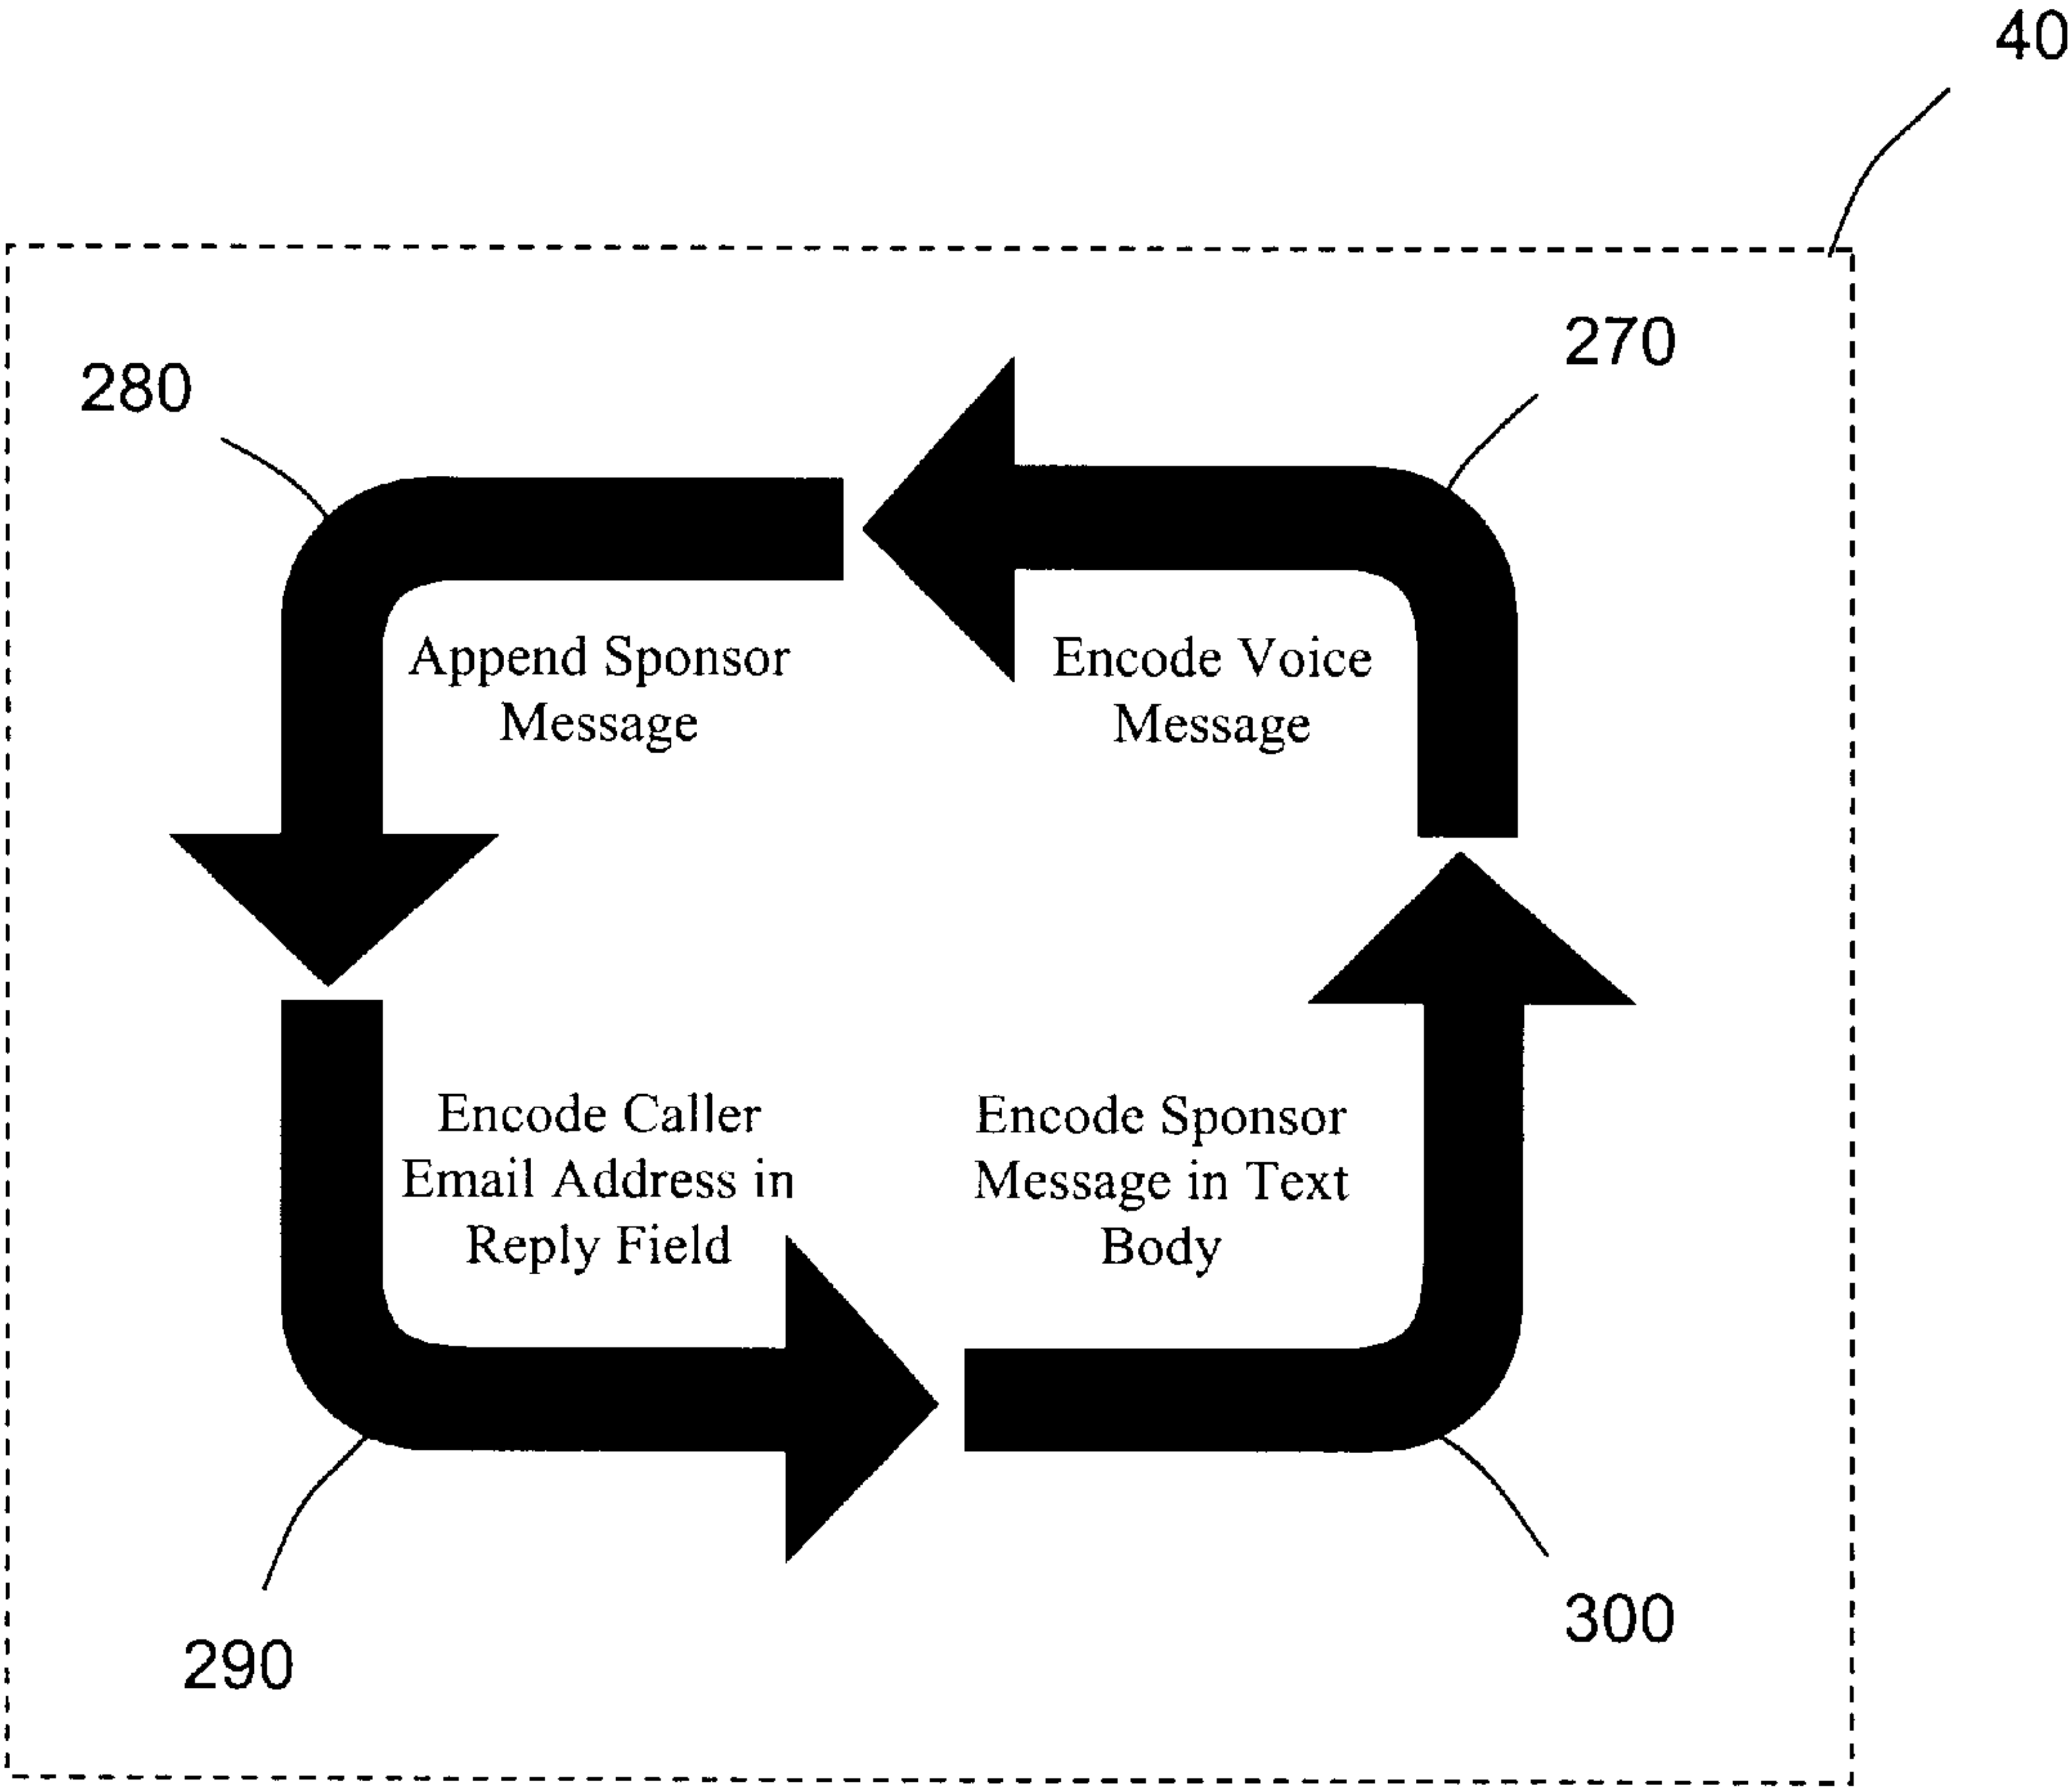 40
270
280
Append Sponsor
Message
Encode Voice
Message
Encode Caller
Email Address in
Reply Field
Encode Sponsor
Message in Text
Body
300
290